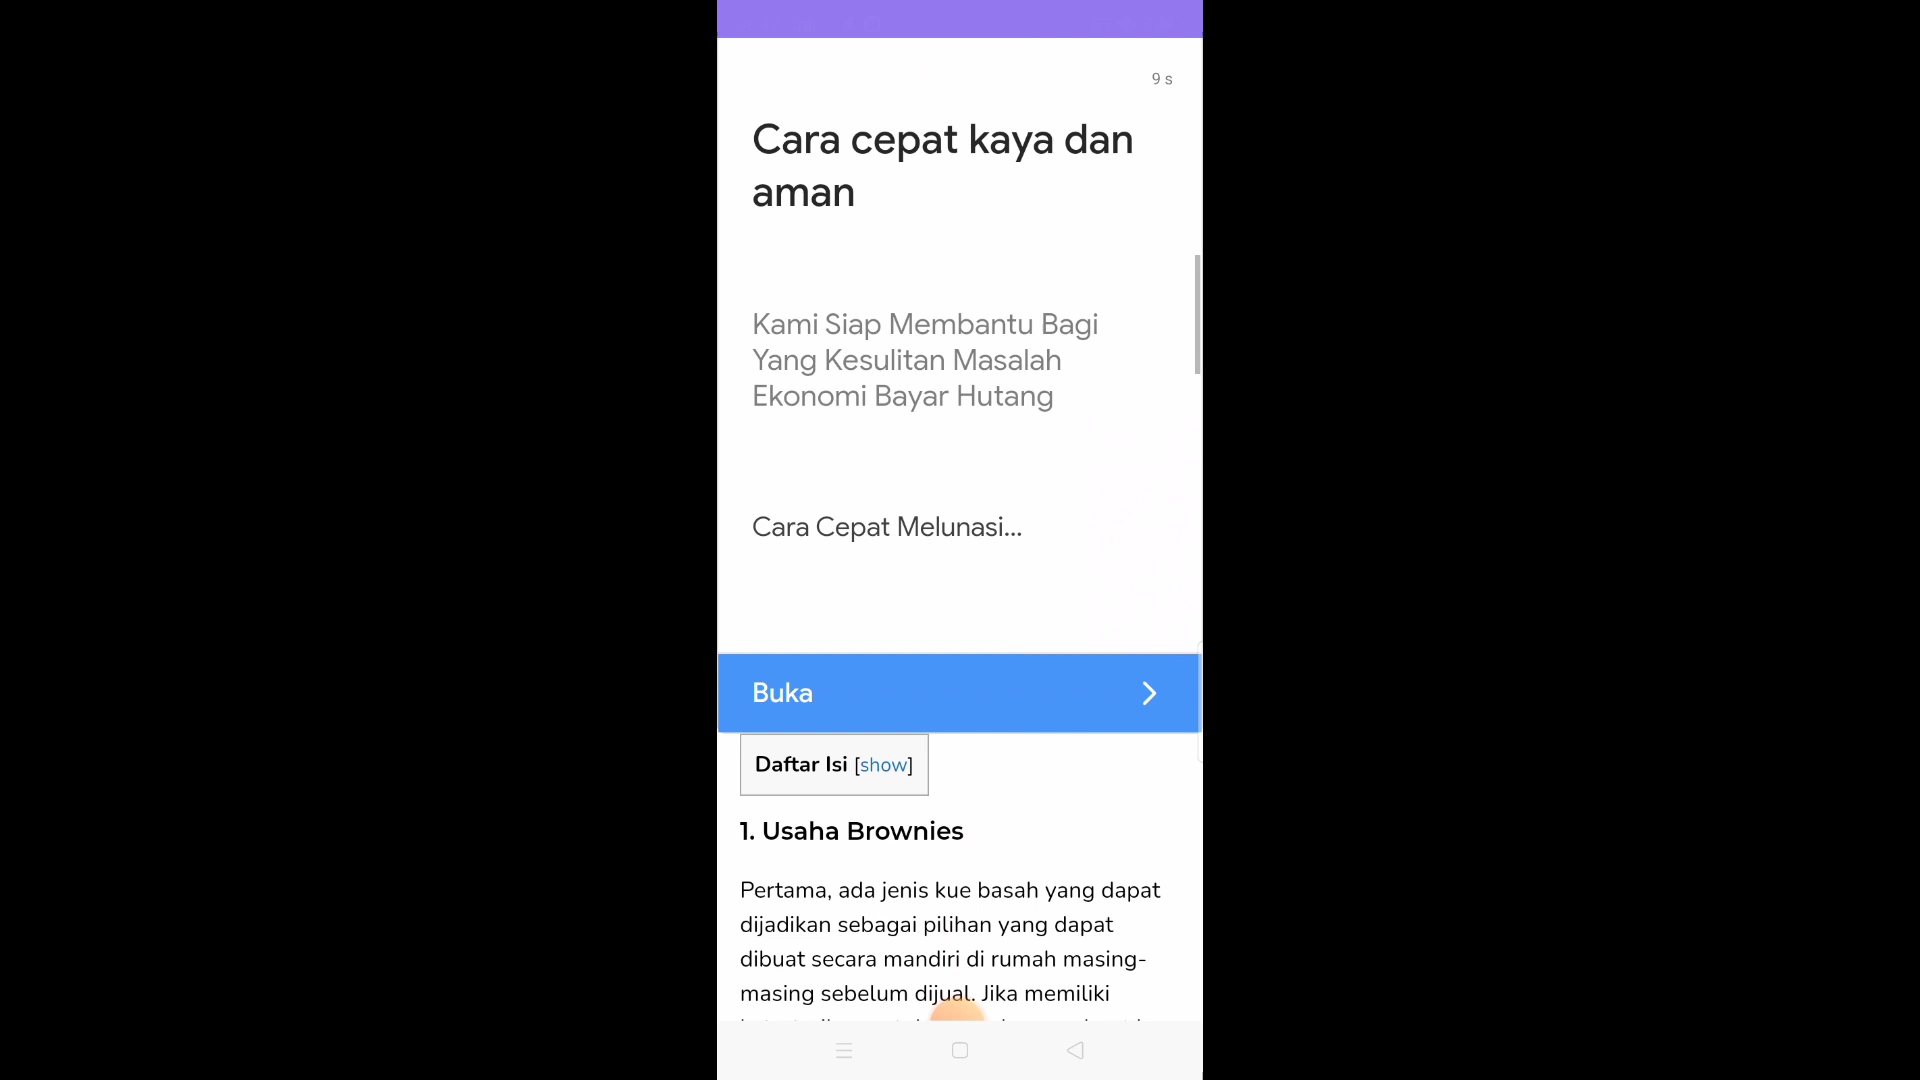 9 s
Cara cepat kaya dan
aman
Kami Siap Membantu Bagi
Yang Kesulitan Masalah
Ekonomi Bayar Hutang
Cara Cepat Melunasi...
Buka
Daftar Isi [show]
1. Usaha Brownies
Pertama, ada jenis kue basah yang dapat
dijadikan sebagai pilihan yang dapat
dibuat secara mandiri di rumah masing-
masing sebelum dijual. Jika memiliki